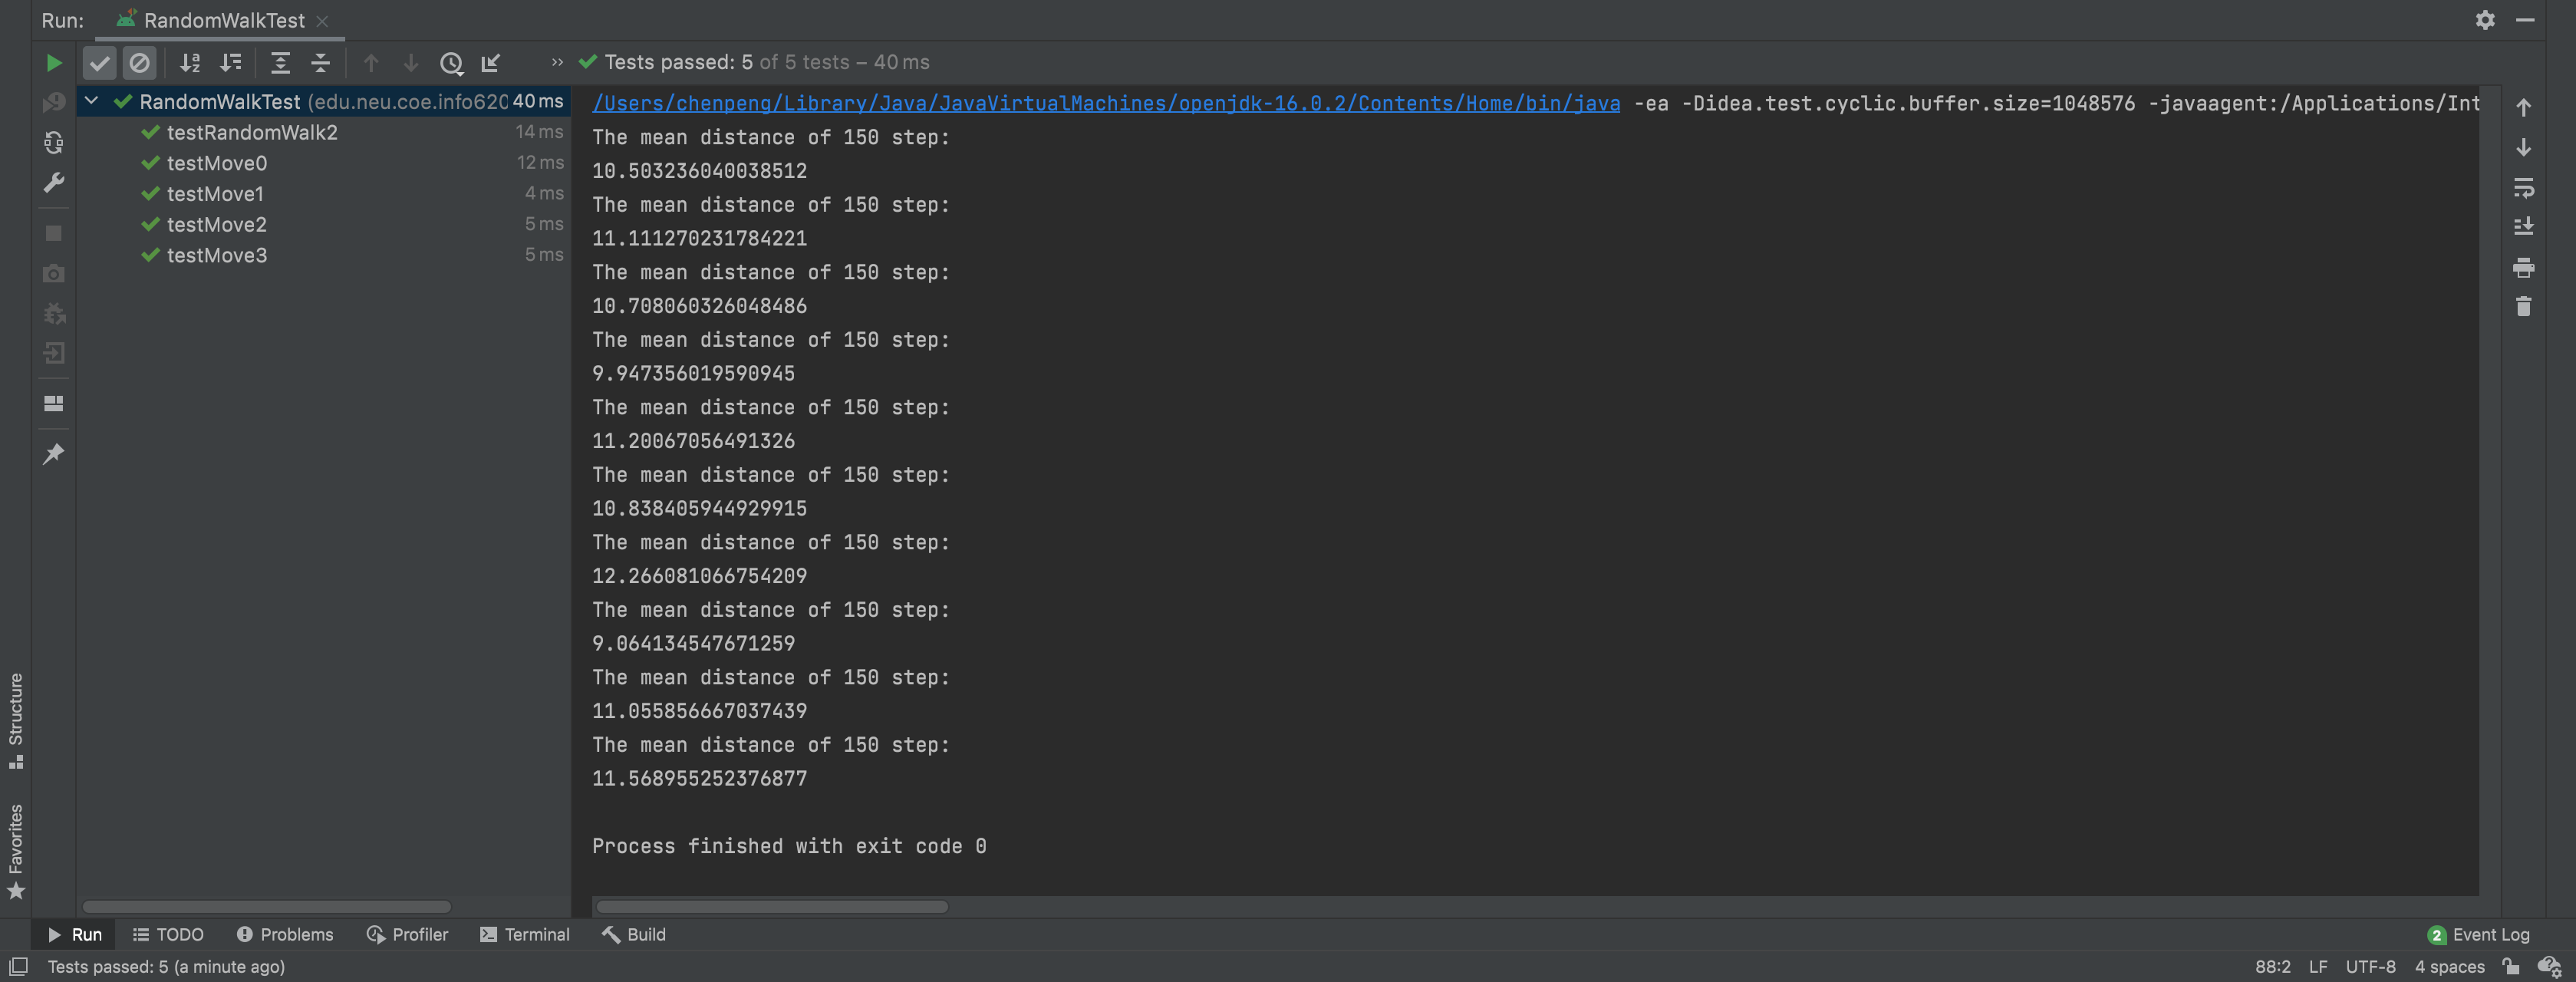 Run: RandomWalkTest
Tests passed: 5 of 5 tests – 40 ms
RandomWalkTest (edu.neu.coe.info620 40 ms
testRandomWalk2 14 ms
testMove0 12 ms
testMove1 4 ms
testMove2 5 ms
testMove3 5 ms
/Users/chenpeng/Library/Java/JavaVirtualMachines/openjdk-16.0.2/Contents/Home/bin/java -ea -Didea.test.cyclic.buffer.size=1048576 -javaagent:/Applications/Int
The mean distance of 150 step:
10.503236040038512
The mean distance of 150 step:
11.111270231784221
The mean distance of 150 step:
10.708060326048486
The mean distance of 150 step:
9.947356019590945
The mean distance of 150 step:
11.20067056491326
The mean distance of 150 step:
10.838405944929915
The mean distance of 150 step:
12.266081066754209
The mean distance of 150 step:
9.064134547671259
The mean distance of 150 step:
11.055856667037439
The mean distance of 150 step:
11.568955252376877
Process finished with exit code 0
Structure
Favorites
Run TODO Problems Profiler Terminal Build 2 Event Log
Tests passed: 5 (a minute ago) 88:2 LF UTF-8 4 spaces